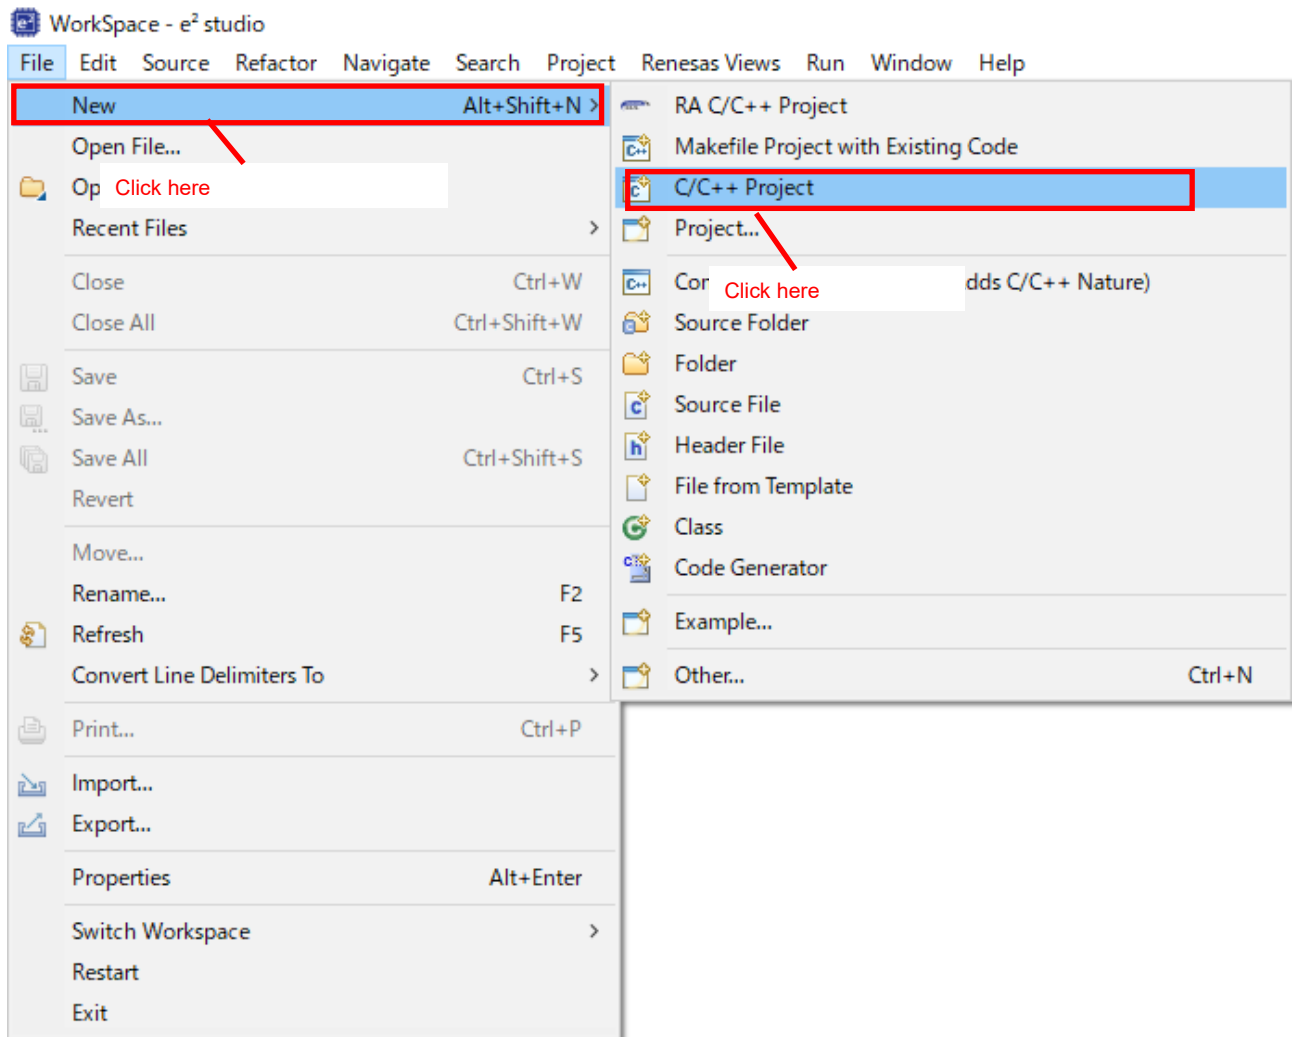 WorkSpace - e² studio
File Edit Source Refactor Navigate Search Project Renesas Views Run Window Help
New Alt+Shift+N >
Open File...
Click here
Recent Files >
Close Ctrl+W
Close All Ctrl+Shift+W
Save Ctrl+S
Save As...
Save All Ctrl+Shift+S
Revert
Move...
Rename... F2
Refresh F5
Convert Line Delimiters To >
Print... Ctrl+P
Import...
Export...
Properties Alt+Enter
Switch Workspace >
Restart
Exit
RA C/C++ Project
Makefile Project with Existing Code
C/C++ Project
Project...
Click here
C/C++ Nature)
Source Folder
Folder
Source File
Header File
File from Template
Class
Code Generator
Example...
Other... Ctrl+N